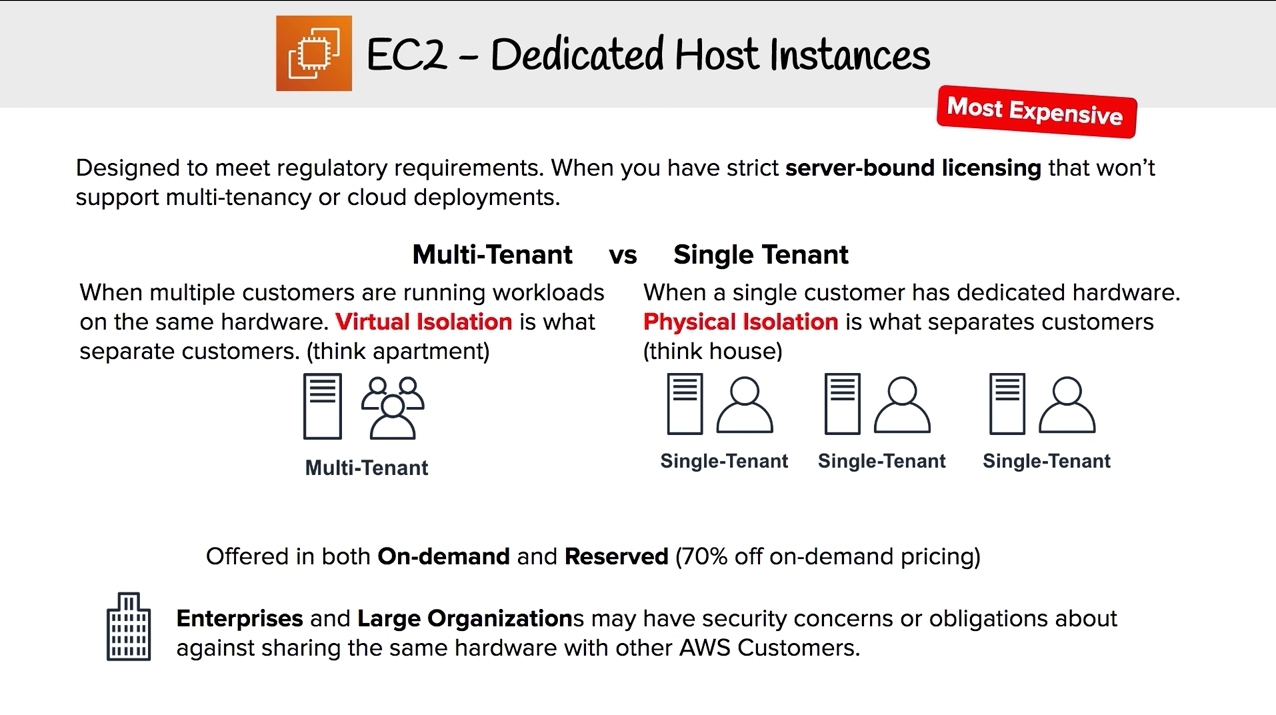 EC2 – Dedicated Host Instances
Most Expensive
Designed to meet regulatory requirements. When you have strict server-bound licensing that won't
support multi-tenancy or cloud deployments.
Multi-Tenant vs Single Tenant
When multiple customers are running workloads
on the same hardware. Virtual Isolation is what
separate customers. (think apartment)
When a single customer has dedicated hardware.
Physical Isolation is what separates customers
(think house)
Multi-Tenant
Single-Tenant
Single-Tenant
Single-Tenant
Offered in both On-demand and Reserved (70% off on-demand pricing)
Enterprises and Large Organizations may have security concerns or obligations about
against sharing the same hardware with other AWS Customers.